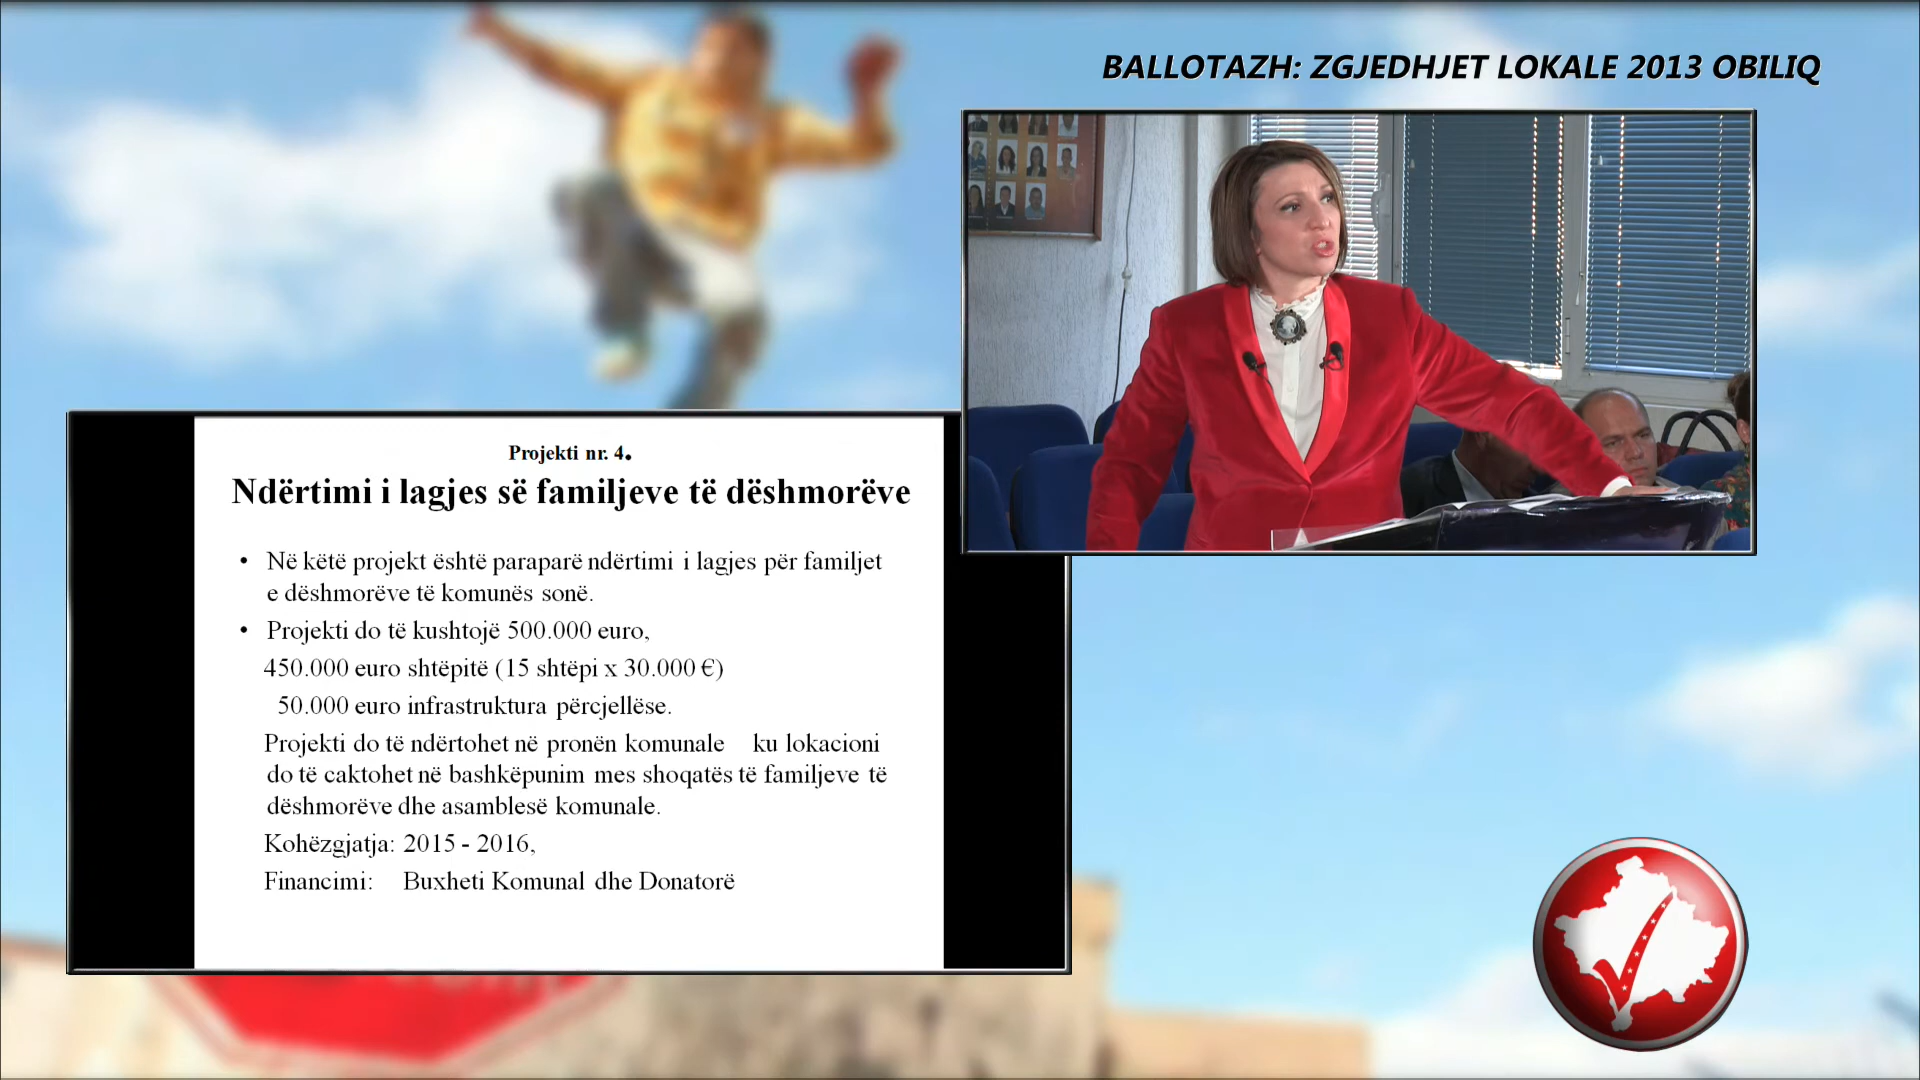 BALLOTAZH: ZGJEDHJET LOKALE 2013 OBILIQ
Projekti nr. 4.
Ndërtimi i lagjes së familjeve të dëshmorëve
• Në këtë projekt është paraparë ndërtimi i lagjes për familjet
e dëshmorëve të komunës sonë.
• Projekti do të kushtojë 500.000 euro,
450.000 euro shtëpitë (15 shtëpi x 30.000 €)
50.000 euro infrastruktura përcjellëse.
Projekti do të ndërtohet në pronën komunale ku lokacioni
do të caktohet në bashkëpunim mes shoqatës të familjeve të
dëshmorëve dhe asamblesë komunale.
Kohëzgjatja: 2015 - 2016,
Financimi: Buxheti Komunal dhe Donatorë